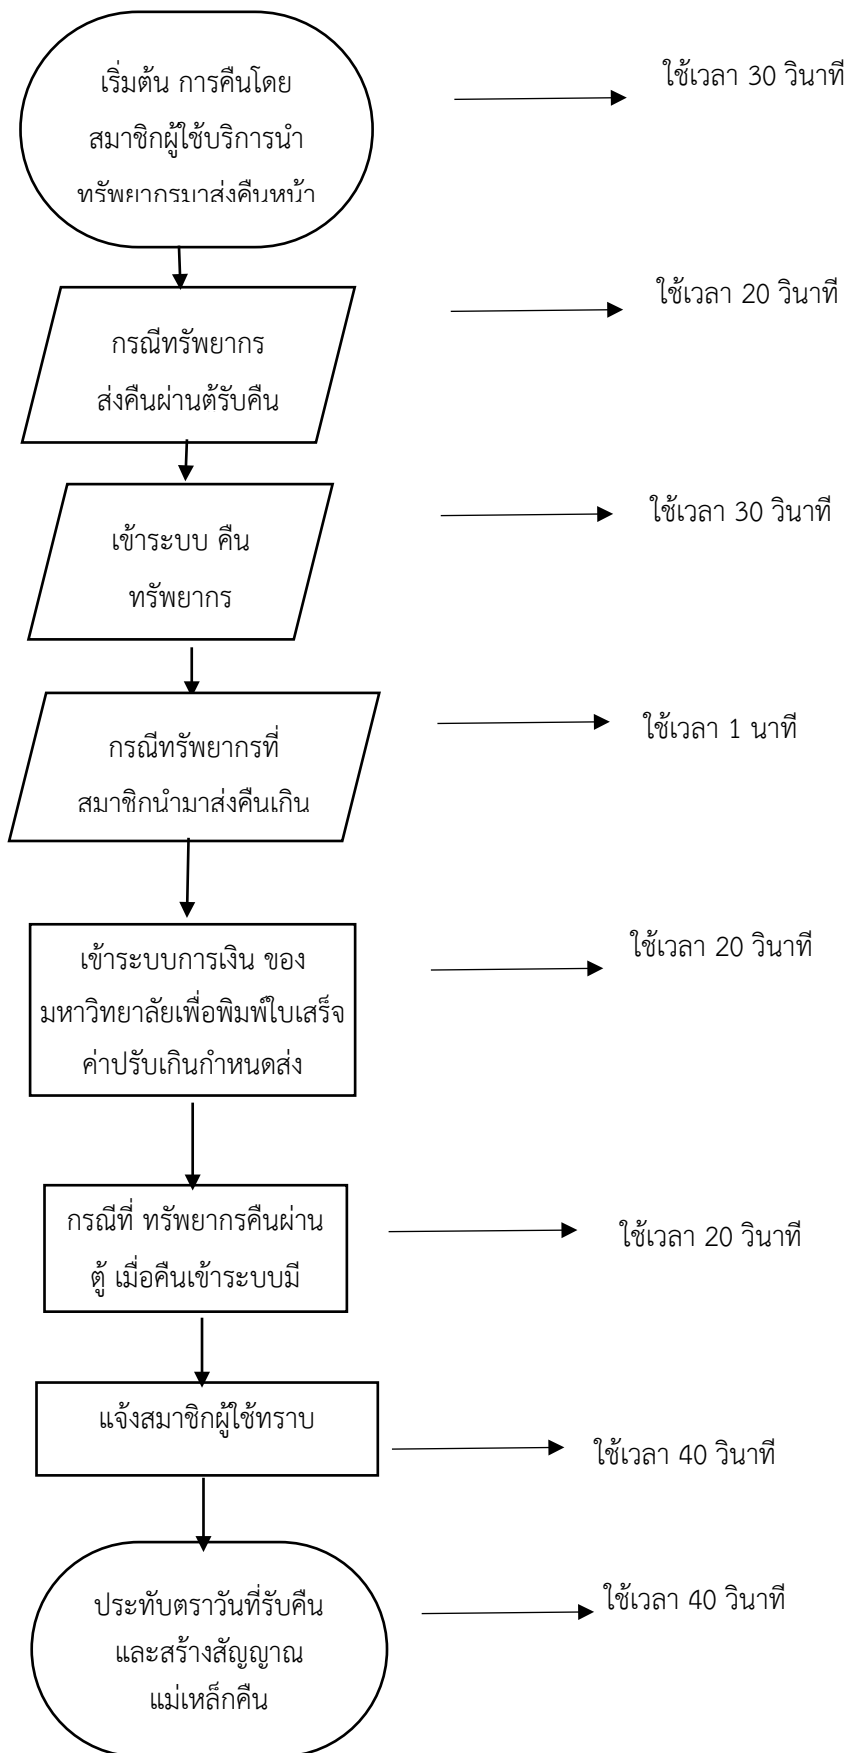 เริ่มต้น การคืนโดย
สมาชิกผู้ใช้บริการนำ
ทรัพยากรมาส่งคืนหน้า
ใช้เวลา 30 วินาที
กรณีทรัพยากร
ส่งคืนผ่านต้รับคืน
ใช้เวลา 20 วินาที
เข้าระบบ คืน
ทรัพยากร
ใช้เวลา 30 วินาที
กรณีทรัพยากรที่
สมาชิกนำมาส่งคืนเกิน
ใช้เวลา 1 นาที
เข้าระบบการเงิน ของ
มหาวิทยาลัยเพื่อพิมพ์ใบเสร็จ
ค่าปรับเกินกำหนดส่ง
ใช้เวลา 20 วินาที
กรณีที่ ทรัพยากรคืนผ่าน
ตู้ เมื่อคืนเข้าระบบมี
ใช้เวลา 20 วินาที
แจ้งสมาชิกผู้ใช้ทราบ
ใช้เวลา 40 วินาที
ประทับตราวันที่รับคืน
และสร้างสัญญาณ
แม่เหล็กคืน
ใช้เวลา 40 วินาที